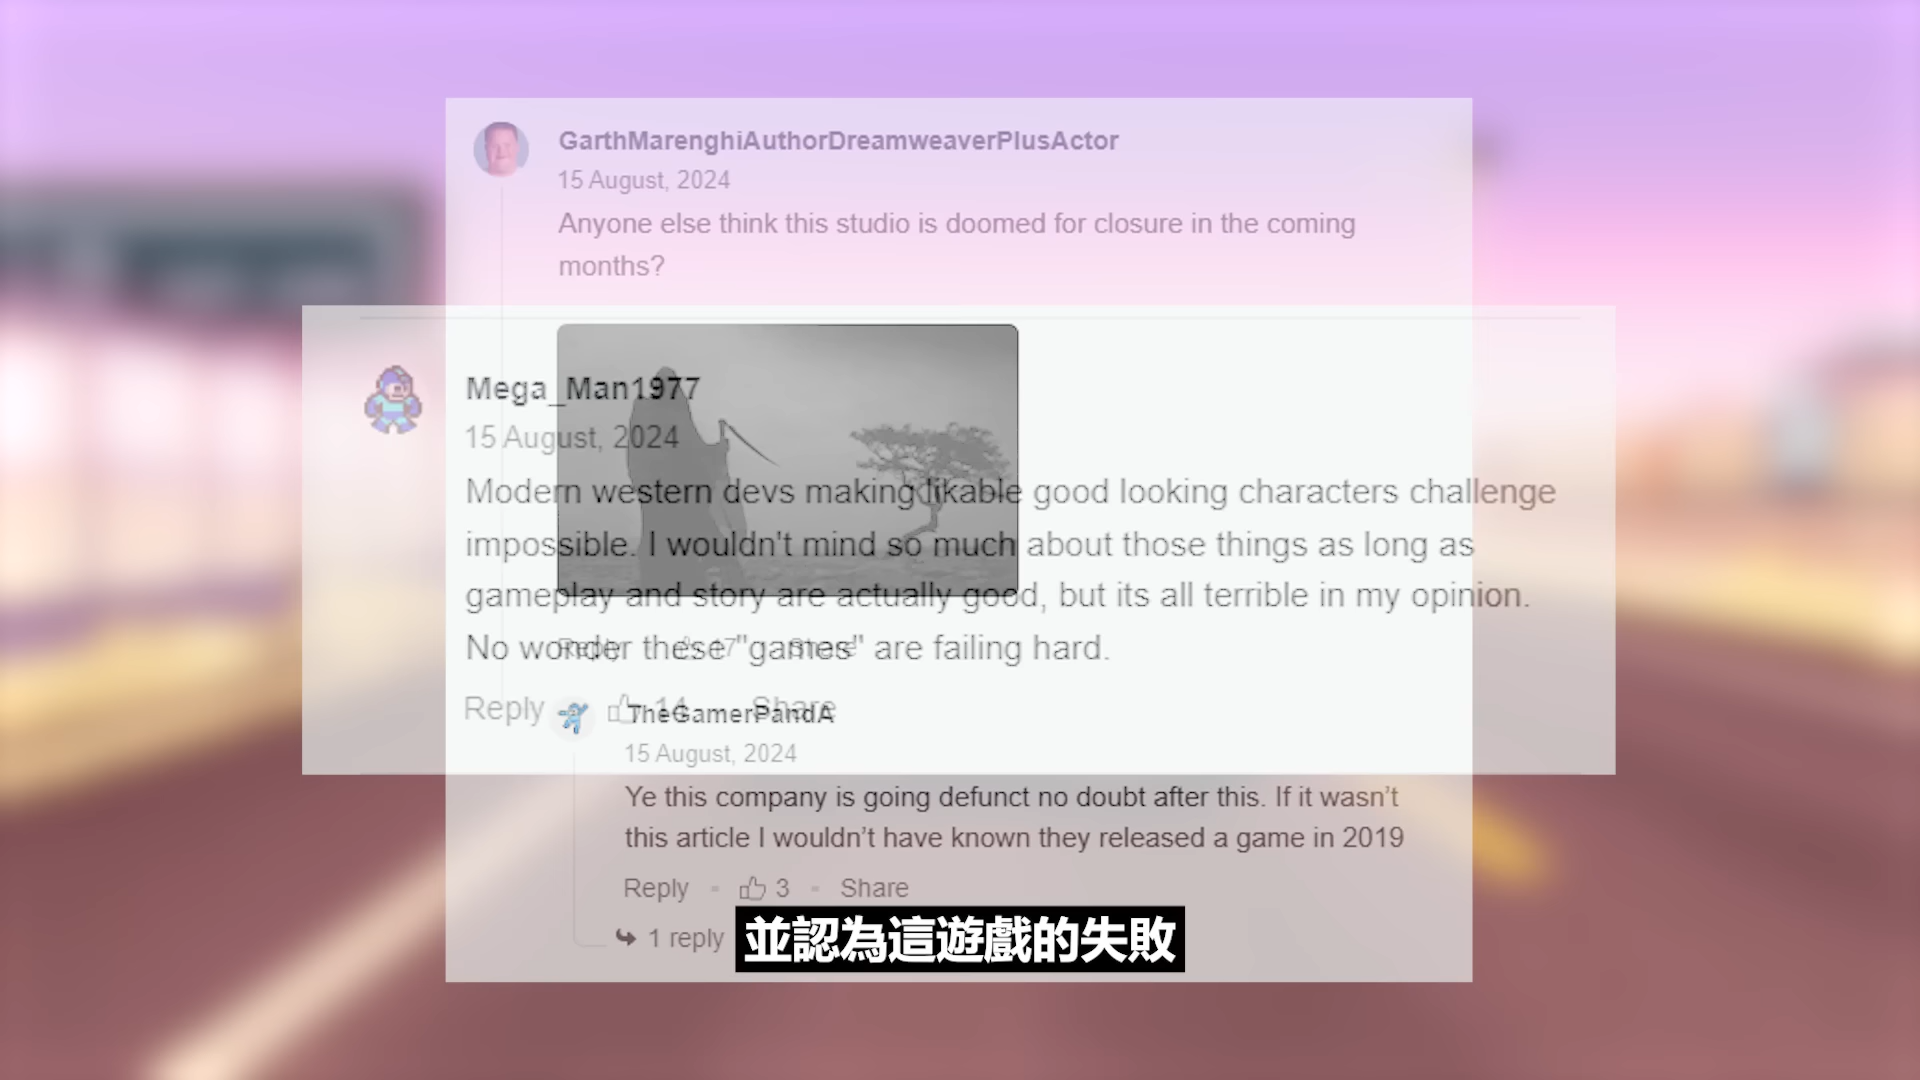 GarthMarenghiAuthorDreamweaverPlusActor
15 August, 2024
Anyone else think this studio is doomed for closure in the coming
months?
Mega_Man1977
15 August, 2024
Modern western devs making likable good looking characters challenge
impossible. I wouldn't mind so much about those things as long as
gameplay and story are actually good, but its all terrible in my opinion.
No wonder these "games" are failing hard.
Reply 17 Share
Reply 14 Share
TheGamerPandA
15 August, 2024
Ye this company is going defunct no doubt after this. If it wasn’t
this article I wouldn’t have known they released a game in 2019
Reply 3 Share
1 reply
並認為這遊戲的失敗